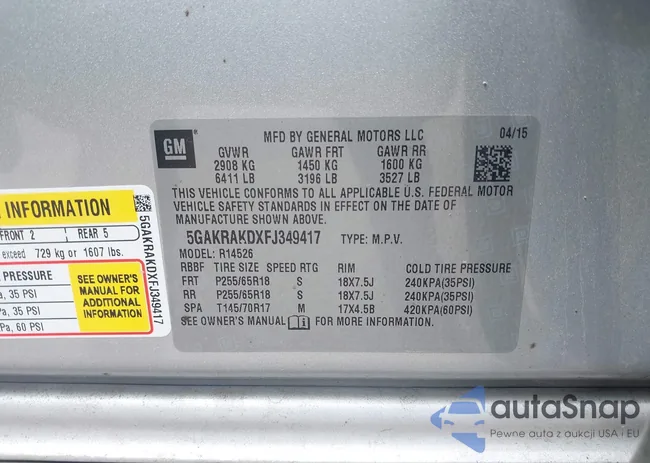 GM
MFD BY GENERAL MOTORS LLC 04/15
GVWR GAWR FRT GAWR RR
2908 KG 1450 KG 1600 KG
6411 LB 3196 LB 3527 LB
THIS VEHICLE CONFORMS TO ALL APPLICABLE U.S. FEDERAL MOTOR
VEHICLE SAFETY STANDARDS IN EFFECT ON THE DATE OF
MANUFACTURE SHOWN ABOVE.
5GAKRAKDXFJ349417 TYPE: M.P.V.
MODEL: R14526
RBBF TIRE SIZE SPEED RTG RIM COLD TIRE PRESSURE
FRT P255/65R18 S 18X7.5J 240KPA(35PSI)
RR P255/65R18 S 18X7.5J 240KPA(35PSI)
SPA T145/70R17 M 17X4.5B 420KPA(60PSI)
SEE OWNER'S MANUAL FOR MORE INFORMATION.
INFORMATION
FRONT 2 REAR 5
exceed 729 kg or 1607 lbs.
PRESSURE
, 35 PSI
a, 35 PSI
Pa, 60 PSI
SEE OWNER'S
MANUAL FOR
ADDITIONAL
INFORMATION
5GAKRAKDXFJ349417
autoSnap
Pewne auta z aukcji USA i EU